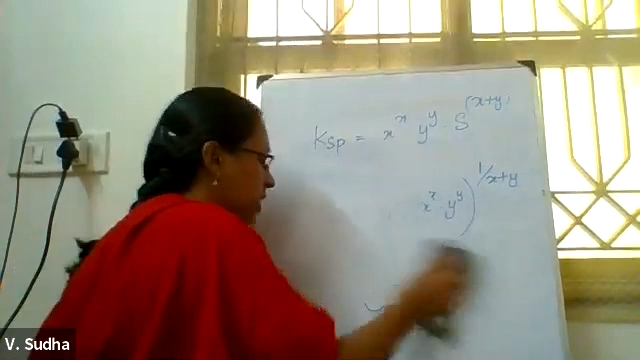 Ksp = x^x y^y . S^(x+y)
x^x . y^y )^1/x+y
V. Sudha